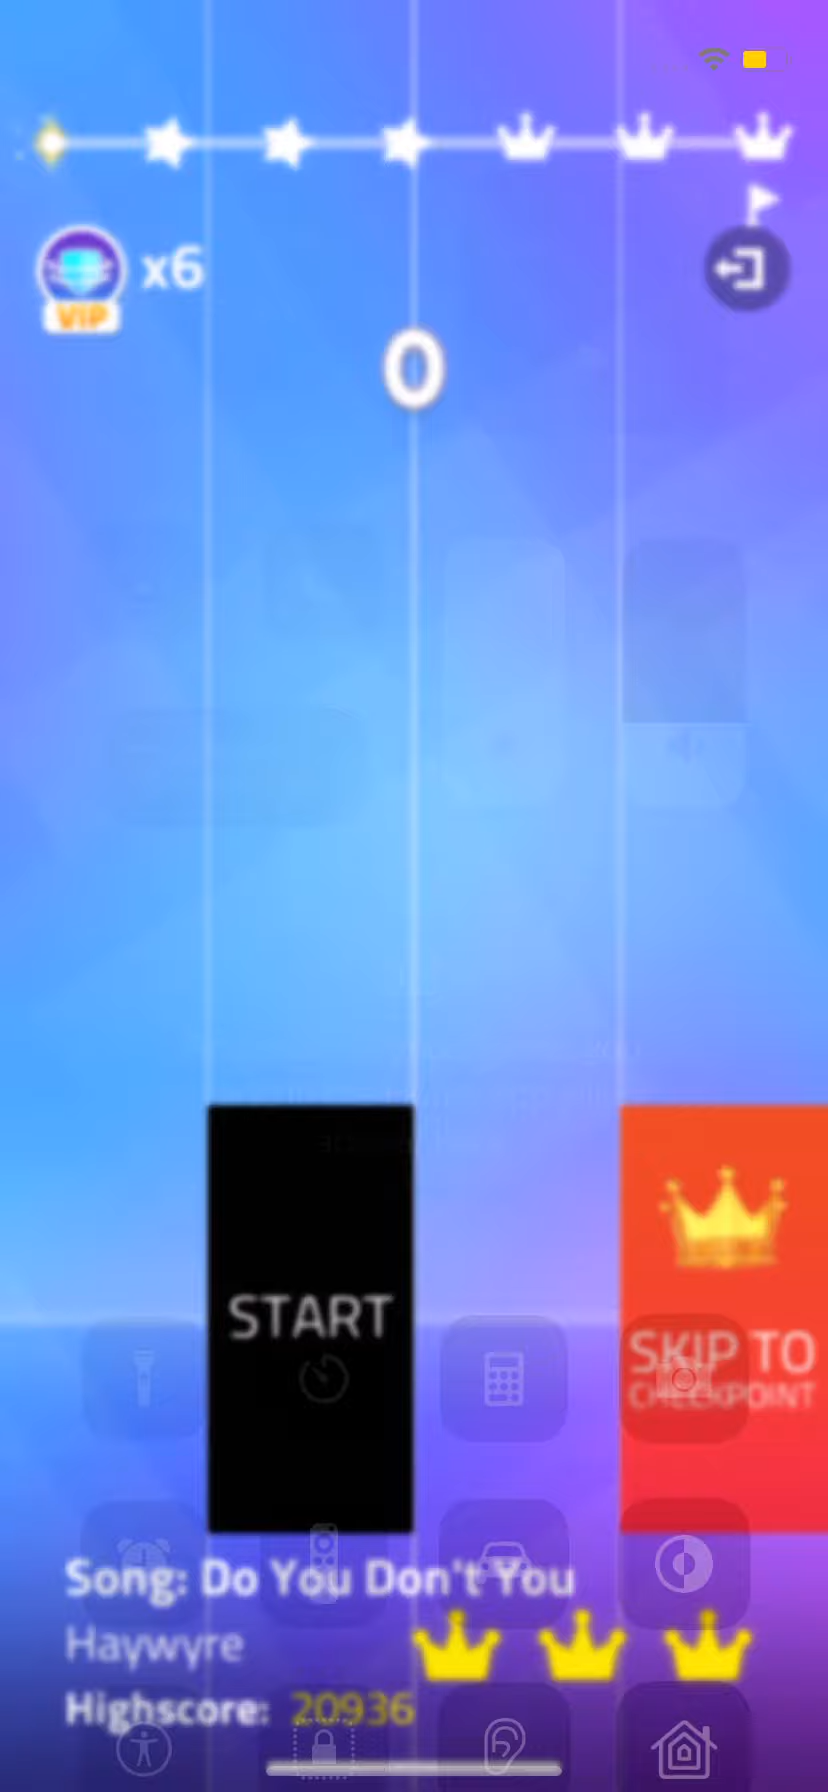 x6
VIP
0
START
SKIP TO
CHECKPOINT
Song: Do You Don't You
Haywyre
Highscore: 20936